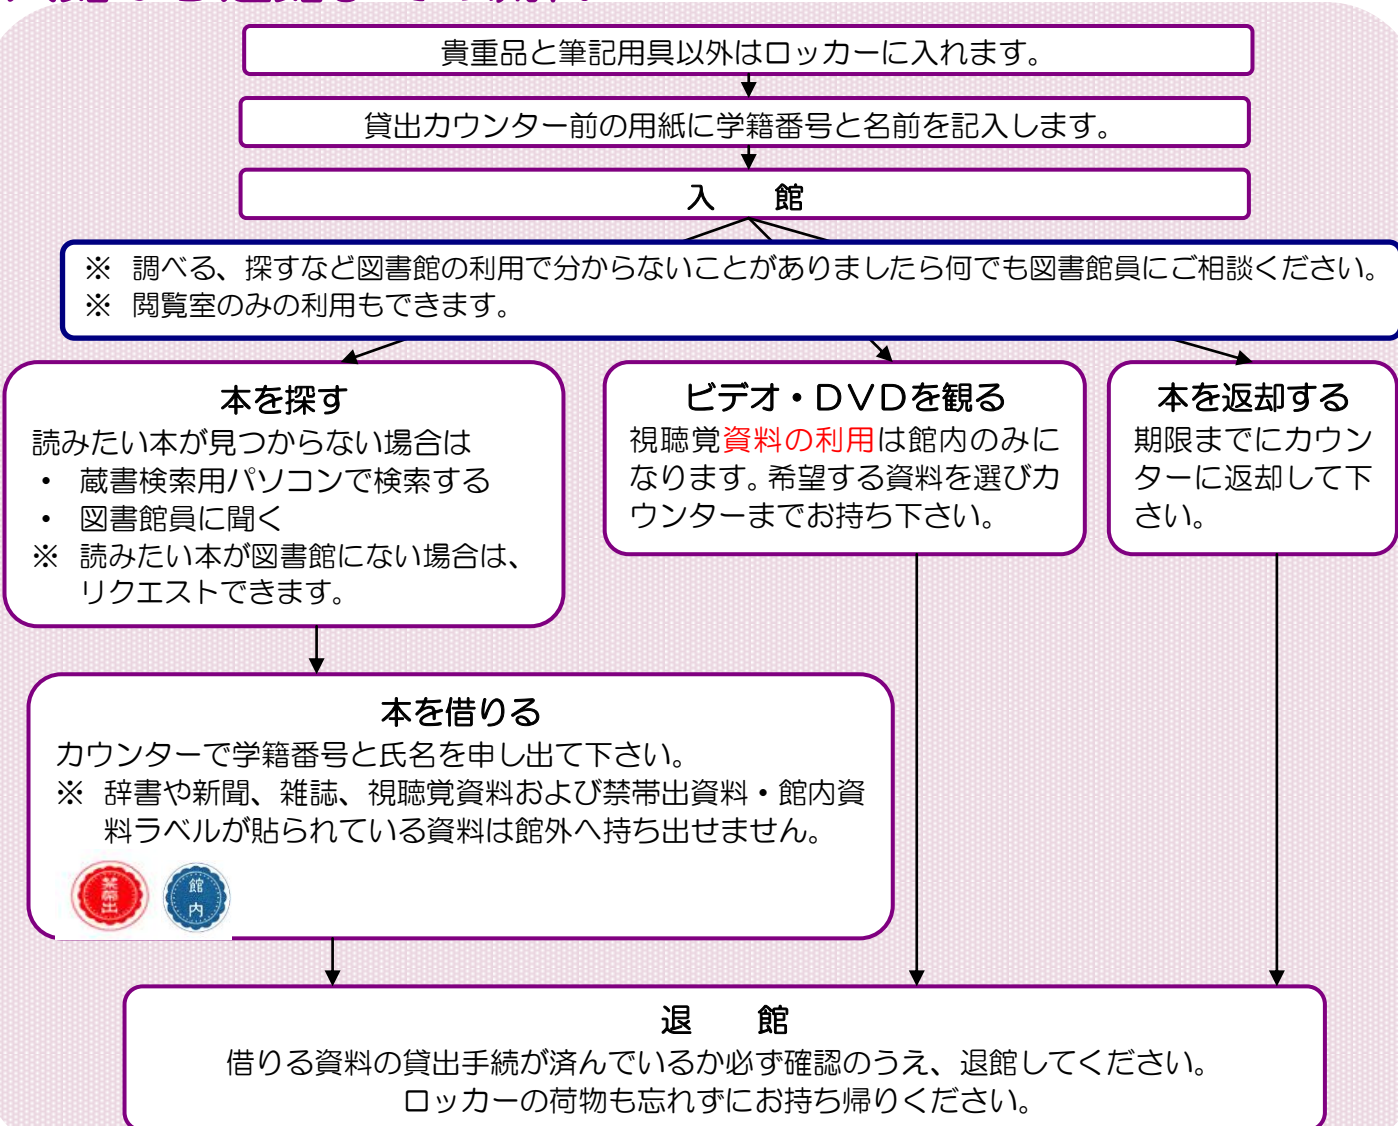 貴重品と筆記用具以外はロッカーに入れます。
貸出カウンター前の用紙に学籍番号と名前を記入します。
入　館
※ 調べる、探すなど図書館の利用で分からないことがありましたら何でも図書館員にご相談ください。
※ 閲覧室のみの利用もできます。
本を探す
読みたい本が見つからない場合は
・ 蔵書検索用パソコンで検索する
・ 図書館員に聞く
※ 読みたい本が図書館にない場合は、
リクエストできます。
ビデオ・DVDを観る
視聴覚資料の利用は館内のみに
なります。希望する資料を選びカ
ウンターまでお持ち下さい。
本を返却する
期限までにカウン
ターに返却して下
さい。
本を借りる
カウンターで学籍番号と氏名を申し出て下さい。
※ 辞書や新聞、雑誌、視聴覚資料および禁帯出資料・館内資
料ラベルが貼られている資料は館外へ持ち出せません。
禁帯出
館内
退　館
借りる資料の貸出手続が済んでいるか必ず確認のうえ、退館してください。
ロッカーの荷物も忘れずにお持ち帰りください。